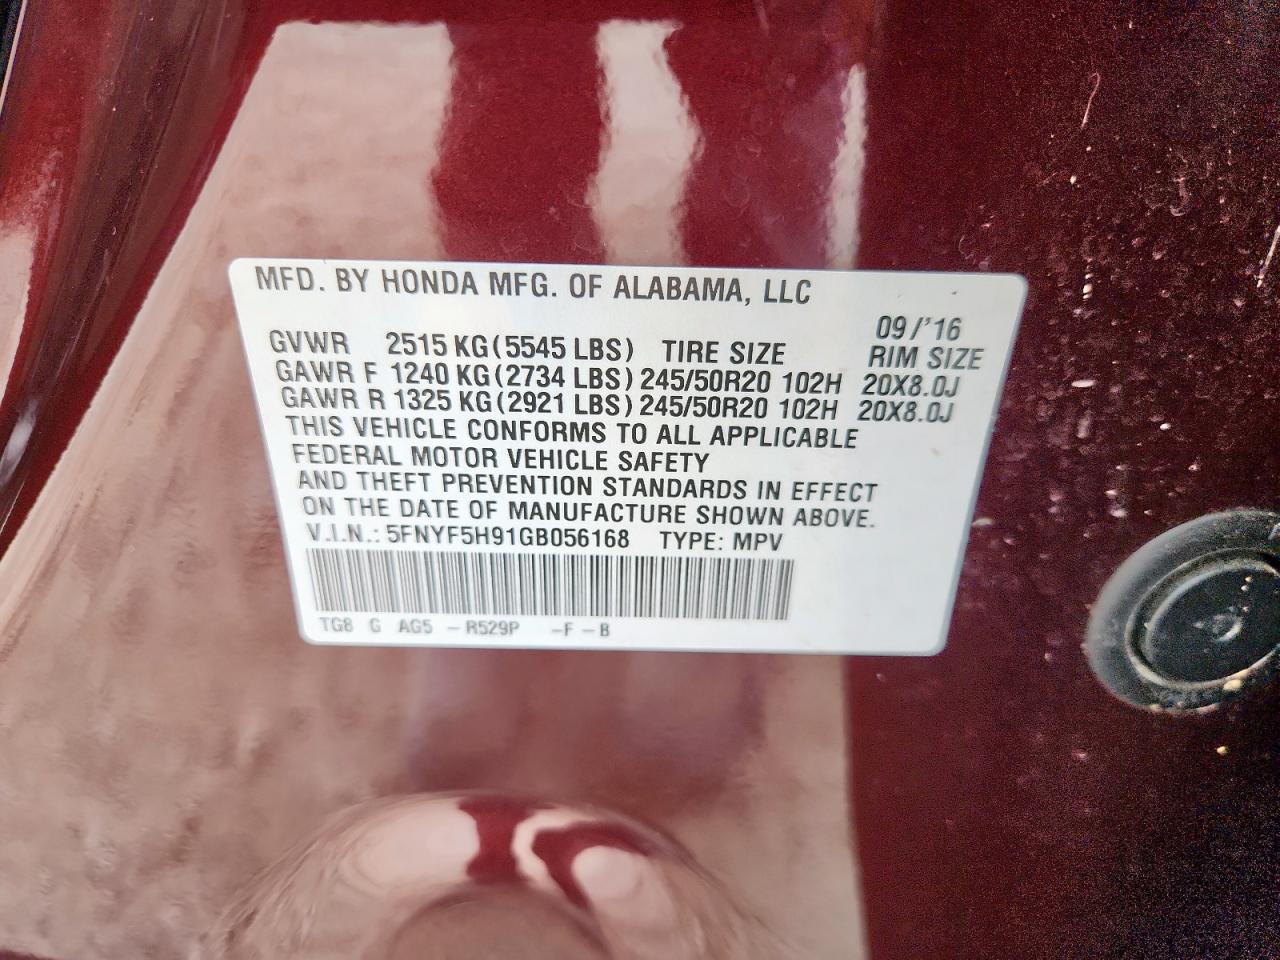 MFD. BY HONDA MFG. OF ALABAMA, LLC
09/'16
GVWR 2515 KG(5545 LBS) TIRE SIZE RIM SIZE
GAWR F 1240 KG(2734 LBS) 245/50R20 102H 20X8.0J
GAWR R 1325 KG(2921 LBS) 245/50R20 102H 20X8.0J
THIS VEHICLE CONFORMS TO ALL APPLICABLE
FEDERAL MOTOR VEHICLE SAFETY
AND THEFT PREVENTION STANDARDS IN EFFECT
ON THE DATE OF MANUFACTURE SHOWN ABOVE.
V.I.N.: 5FNYF5H91GB056168 TYPE: MPV
TG8 G AG5 -R529P -F-B